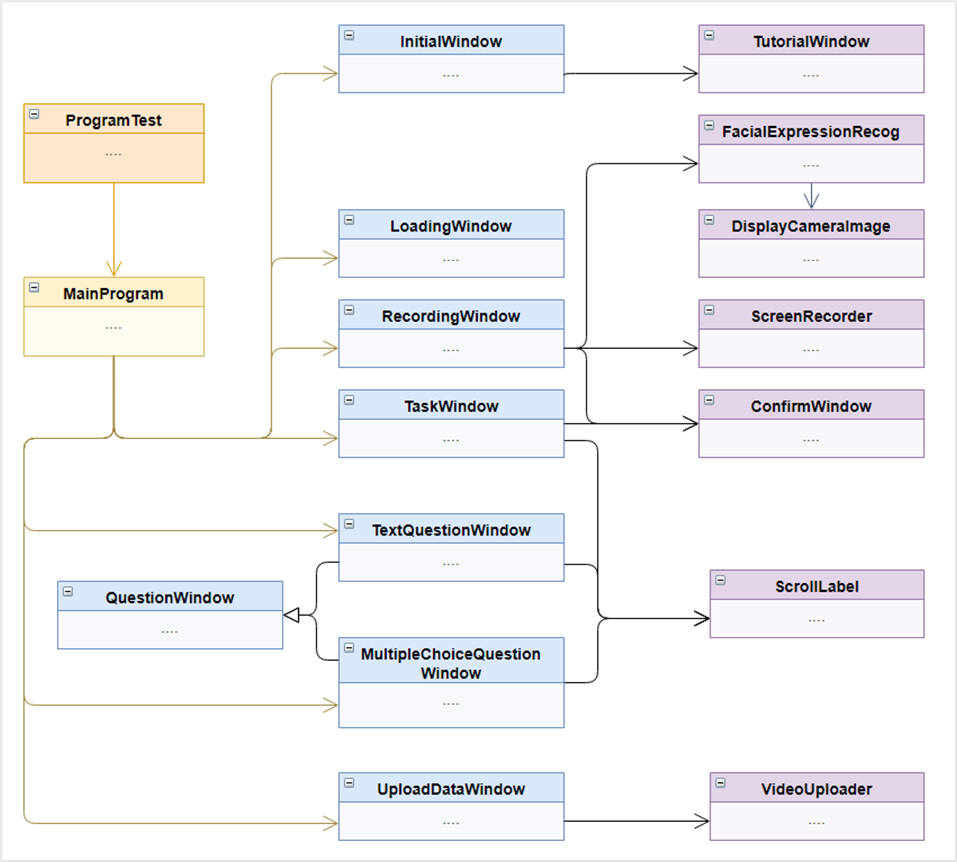 InitialWindow
....
TutorialWindow
....
ProgramTest
....
FacialExpressionRecog
....
LoadingWindow
....
DisplayCameraImage
....
MainProgram
....
RecordingWindow
....
ScreenRecorder
....
TaskWindow
....
ConfirmWindow
....
TextQuestionWindow
....
QuestionWindow
....
ScrollLabel
....
MultipleChoiceQuestion
Window
....
UploadDataWindow
....
VideoUploader
....